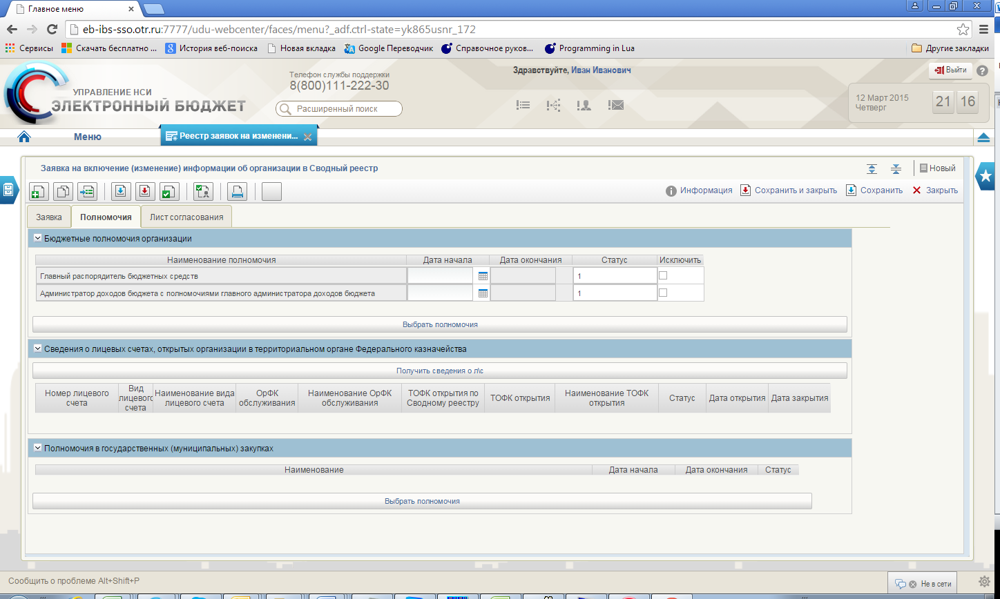 Главное меню
eb-ibs-sso.otr.ru:7777/udu-webcenter/faces/menu?_adf.ctrl-state=yk865usnr_172
Сервисы
Скачать бесплатно ...
История веб-поиска
Новая вкладка
Google Переводчик
Справочное руков...
Programming in Lua
Другие закладки
УПРАВЛЕНИЕ НСИ
ЭЛЕКТРОННЫЙ БЮДЖЕТ
Телефон службы поддержки
8(800)111-222-30
Расширенный поиск
Здравствуйте, Иван Иванович
Выйти
12 Март 2015
Четверг
21 16
Меню
Реестр заявок на изменени...
Заявка на включение (изменение) информации об организации в Сводный реестр
Новый
Информация
Сохранить и закрыть
Сохранить
Закрыть
Заявка
Полномочия
Лист согласования
Бюджетные полномочия организации
Наименование полномочия
Дата начала
Дата окончания
Статус
Исключить
Главный распорядитель бюджетных средств
1
Администратор доходов бюджета с полномочиями главного администратора доходов бюджета
1
Выбрать полномочия
Сведения о лицевых счетах, открытых организации в территориальном органе Федерального казначейства
Получить сведения о л\с
Номер лицевого
счета
Вид
лицевого
счета
Наименование вида
лицевого счета
ОрФК
обслуживания
Наименование ОрФК
обслуживания
ТОФК открытия по
Сводному реестру
ТОФК открытия
Наименование ТОФК
открытия
Статус
Дата открытия
Дата закрытия
Полномочия в государственных (муниципальных) закупках
Наименование
Дата начала
Дата окончания
Статус
Выбрать полномочия
Сообщить о проблеме Alt+Shift+P
Не в сети